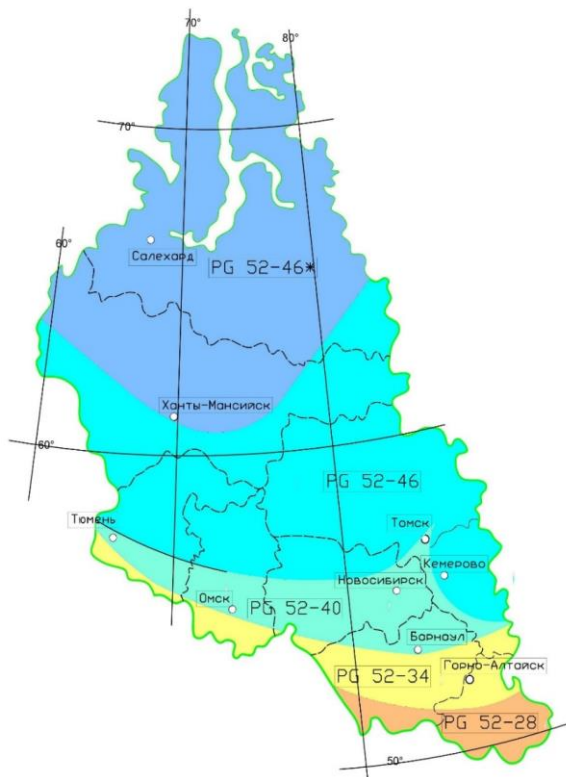 70°
80°
70°
60°
Салехард
PG 52-46*
Ханты-Мансийск
60°
PG 52-46
Тюмень
Томск
Кемерово
Новосибирск
Омск
PG 52-40
Барнаул
Горно-Алтайск
PG 52-34
PG 52-28
50°